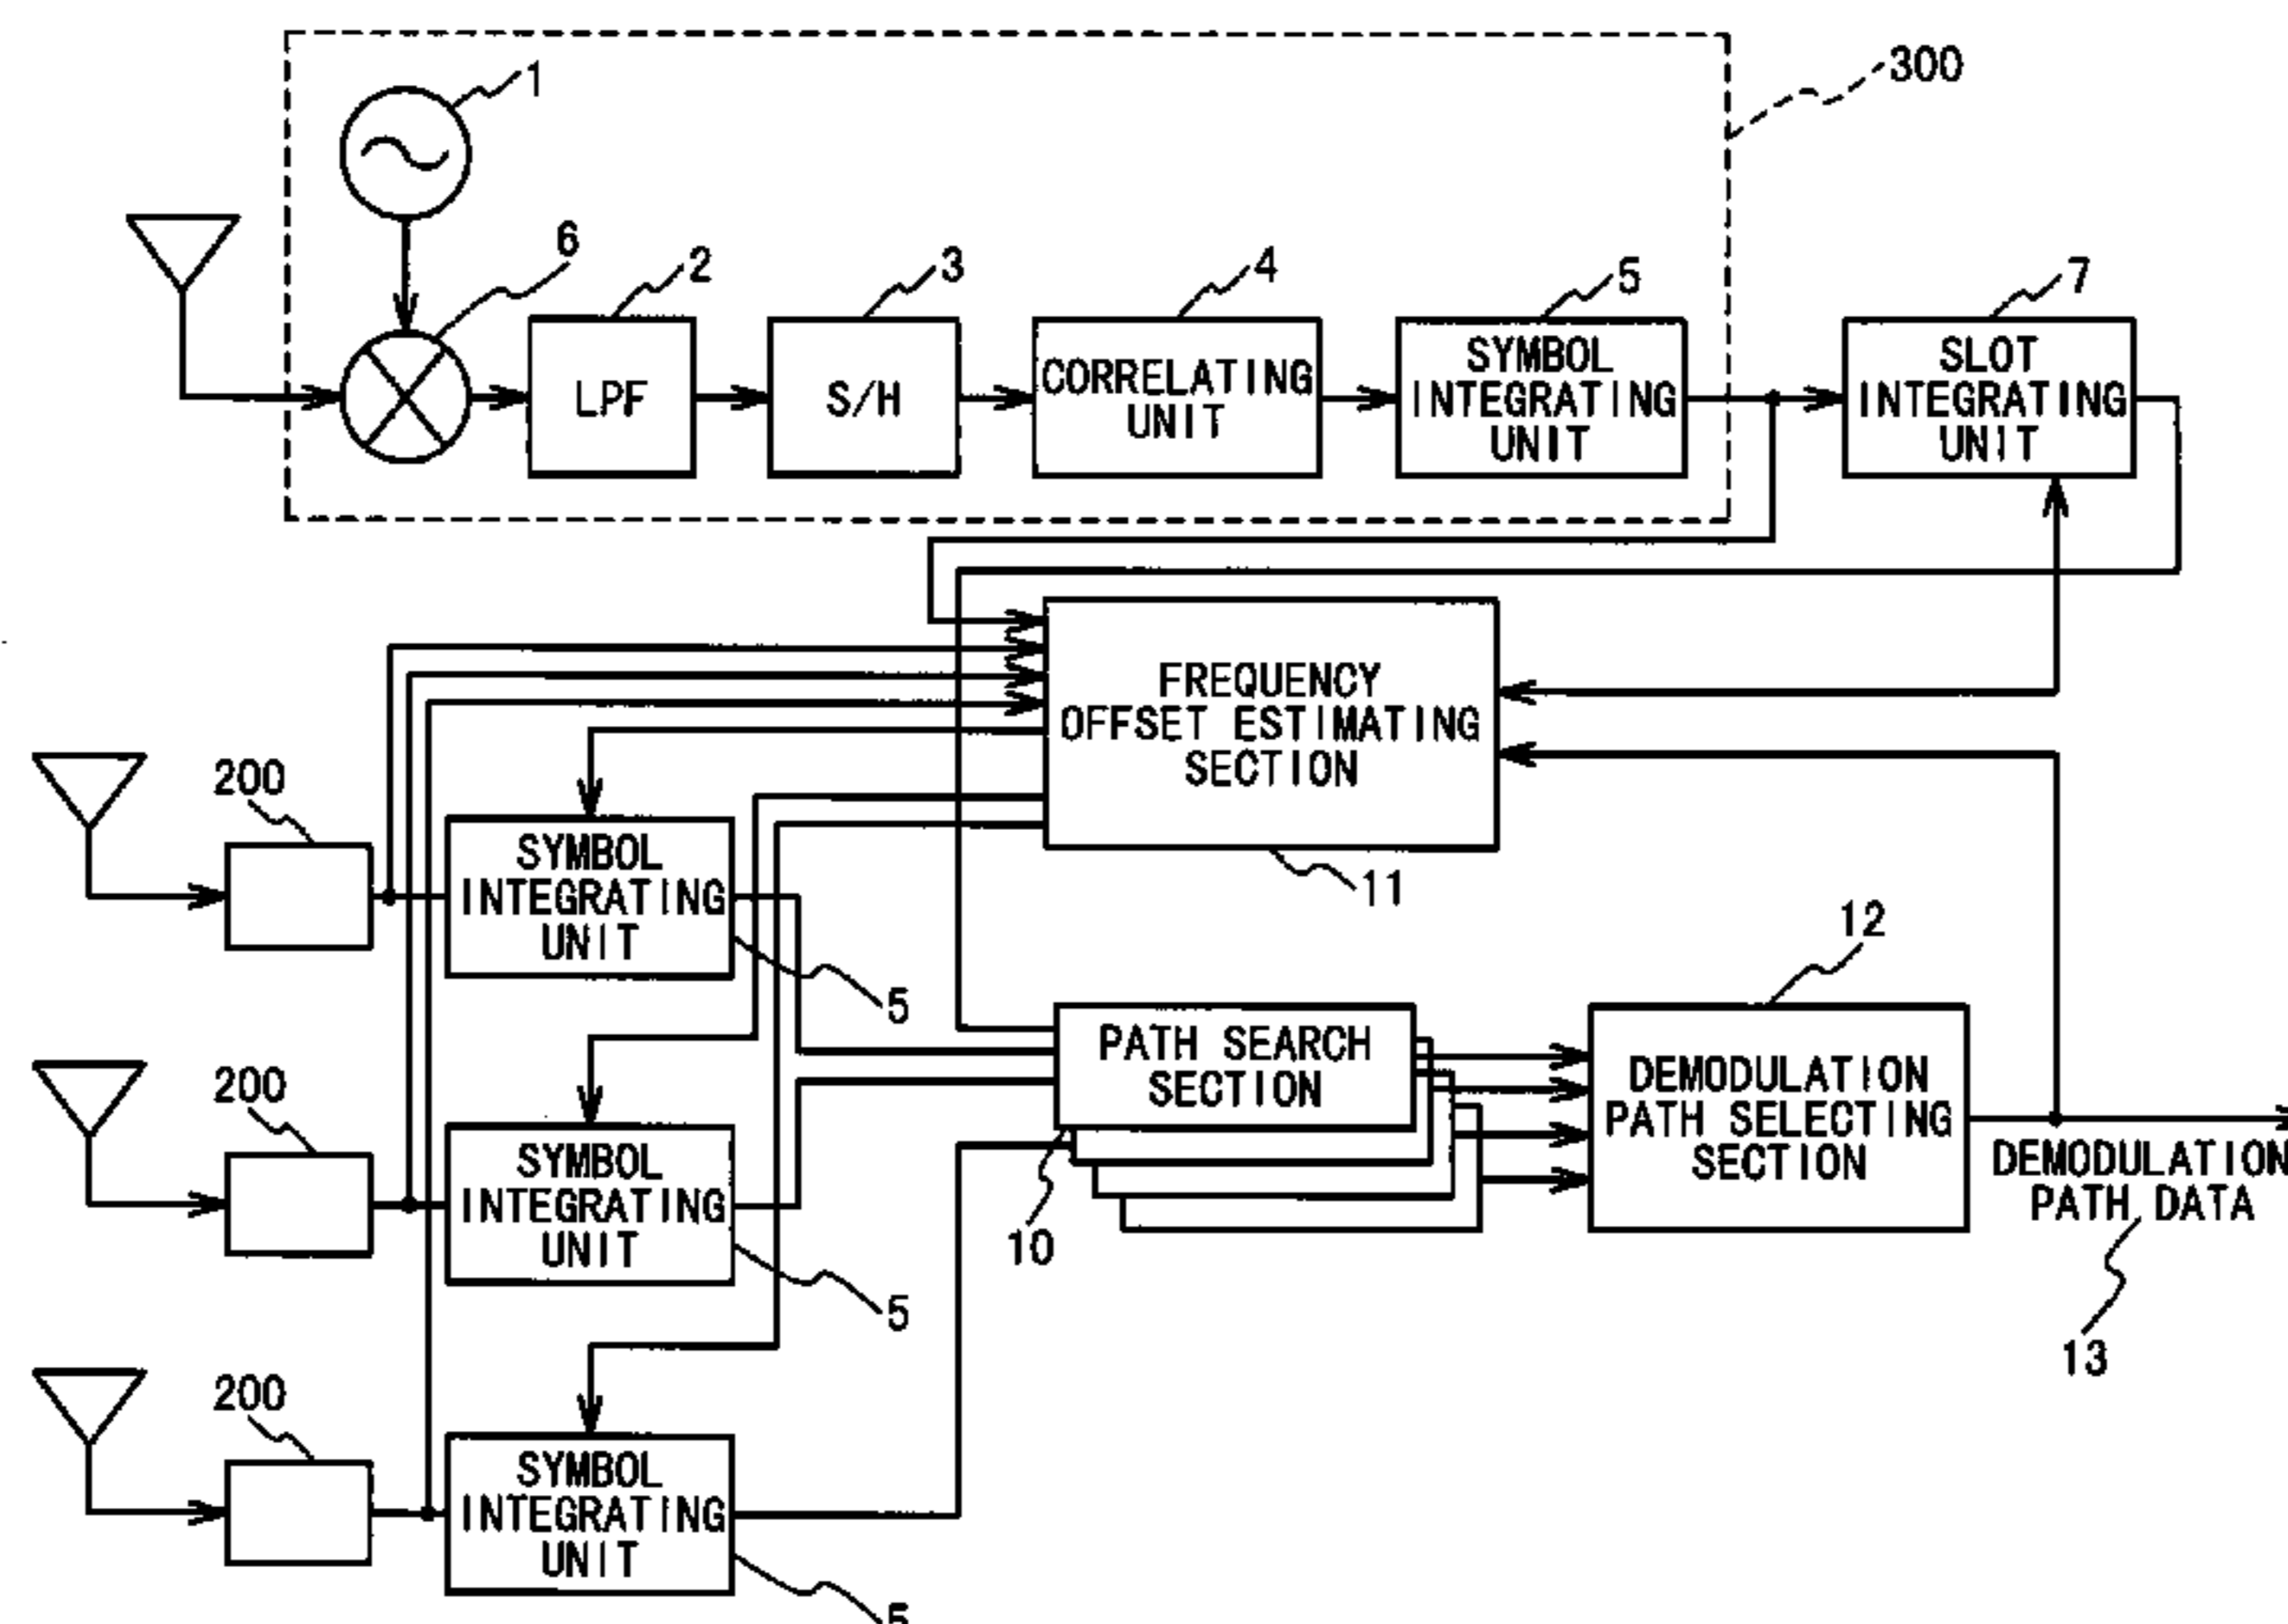 1
300
6
2
3
4
5
7
LPF
S/H
CORRELATING
UNIT
SYMBOL
INTEGRATING
UNIT
SLOT
INTEGRATING
UNIT
FREQUENCY
OFFSET ESTIMATING
SECTION
11
200
SYMBOL
INTEGRATING
UNIT
5
12
PATH SEARCH
SECTION
10
DEMODULATION
PATH SELECTING
SECTION
DEMODULATION
PATH DATA
13
200
SYMBOL
INTEGRATING
UNIT
5
200
SYMBOL
INTEGRATING
UNIT
5